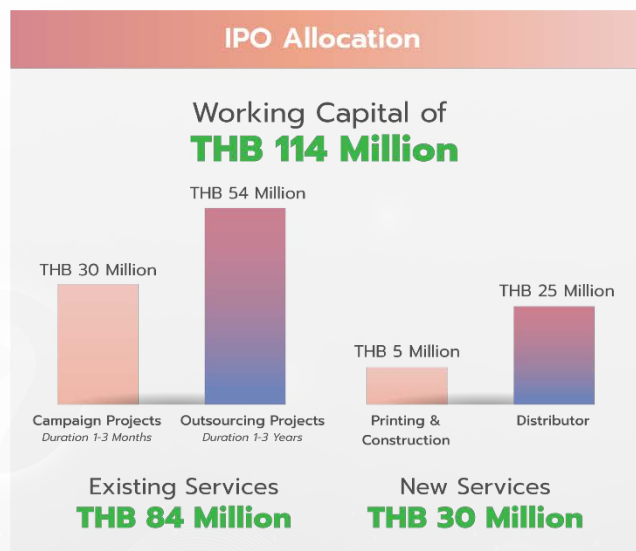 IPO Allocation
Working Capital of
THB 114 Million
THB 54 Million
THB 30 Million
THB 25 Million
THB 5 Million
Campaign Projects
Duration 1-3 Months
Outsourcing Projects
Duration 1-3 Years
Printing &
Construction
Distributor
Existing Services
THB 84 Million
New Services
THB 30 Million